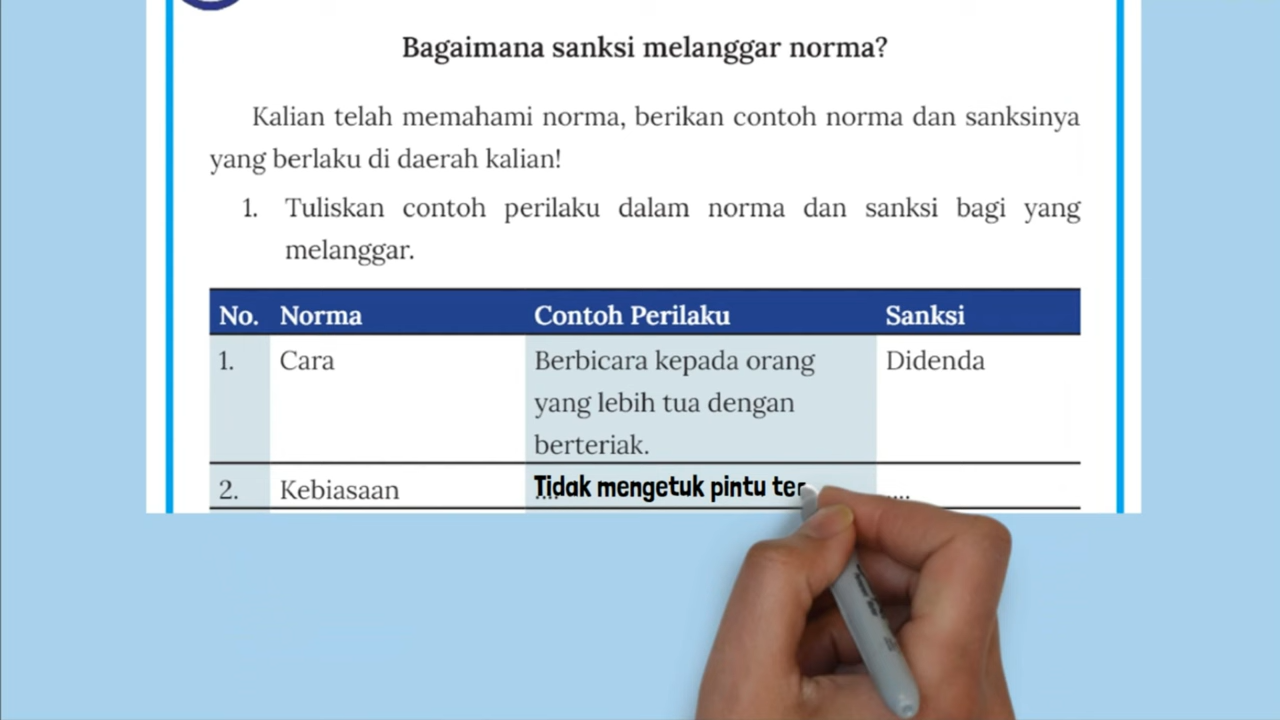 Bagaimana sanksi melanggar norma?
Kalian telah memahami norma, berikan contoh norma dan sanksinya
yang berlaku di daerah kalian!
1. Tuliskan contoh perilaku dalam norma dan sanksi bagi yang
melanggar.
No. Norma Contoh Perilaku Sanksi
1. Cara Berbicara kepada orang Didenda
yang lebih tua dengan
berteriak.
2. Kebiasaan Tidak mengetuk pintu ter ....